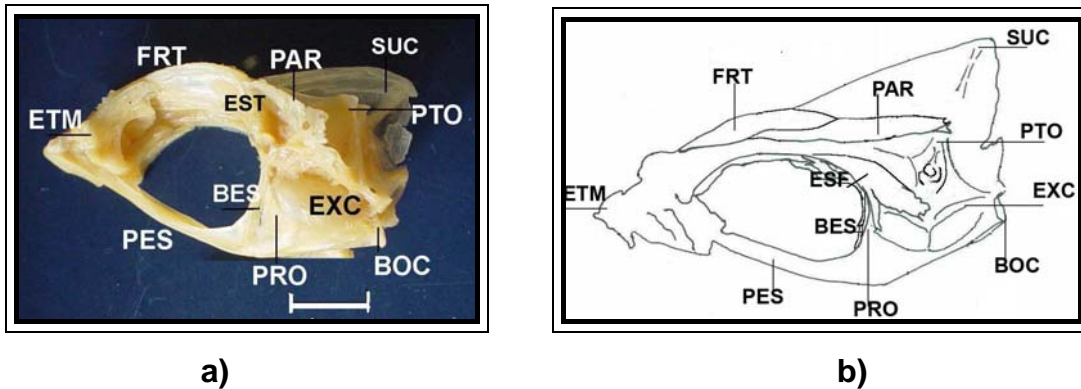 FRT
PAR
SUC
ETM
EST
PTO
BES
EXC
PES
PRO
BOC
a)
SUC
FRT
PAR
PTO
ESF
EXC
ETM
BES
PES
PRO
BOC
b)